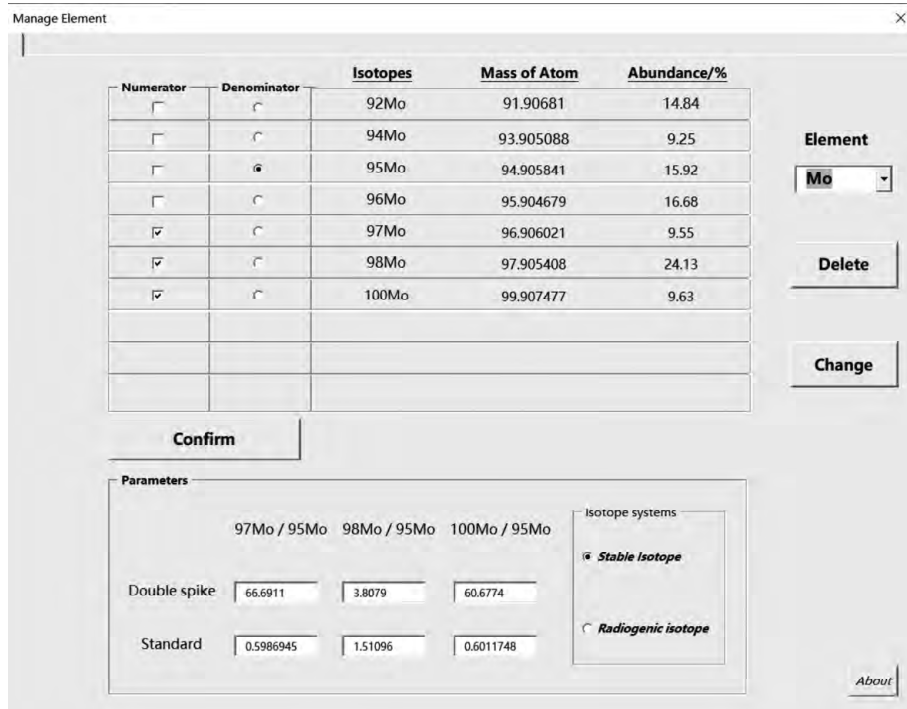 Manage Element
Isotopes Mass of Atom Abundance/%
Numerator Denominator
92Mo 91.90681 14.84
94Mo 93.905088 9.25
Element
95Mo 94.905841 15.92
Mo
96Mo 95.904679 16.68
97Mo 96.906021 9.55
98Mo 97.905408 24.13
Delete
100Mo 99.907477 9.63
Change
Confirm
Parameters
Isotope systems
97Mo / 95Mo 98Mo / 95Mo 100Mo / 95Mo
Stable Isotope
Double spike 66.6911 3.8079 60.6774
Radiogenic isotope
Standard 0.5986945 1.51096 0.6011748
About